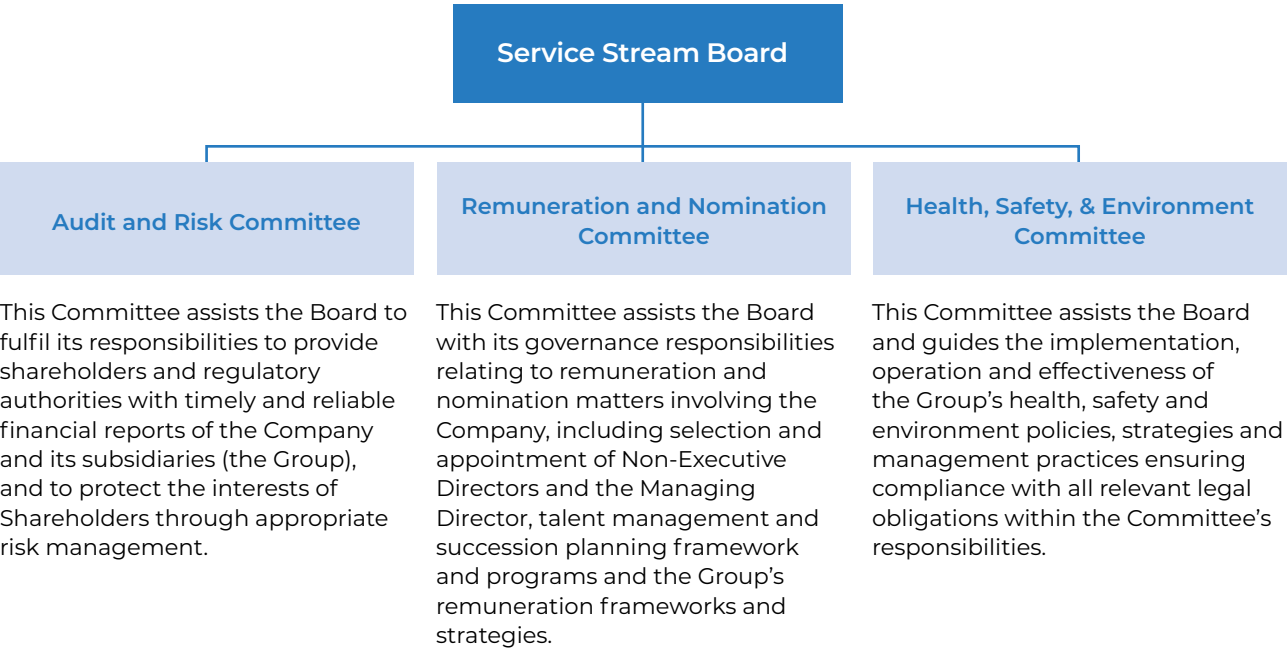 Service Stream Board
Audit and Risk Committee
Remuneration and Nomination
Committee
Health, Safety, & Environment
Committee
This Committee assists the Board to
fulfil its responsibilities to provide
shareholders and regulatory
authorities with timely and reliable
financial reports of the Company
and its subsidiaries (the Group),
and to protect the interests of
Shareholders through appropriate
risk management.
This Committee assists the Board
with its governance responsibilities
relating to remuneration and
nomination matters involving the
Company, including selection and
appointment of Non-Executive
Directors and the Managing
Director, talent management and
succession planning framework
and programs and the Group’s
remuneration frameworks and
strategies.
This Committee assists the Board
and guides the implementation,
operation and effectiveness of
the Group’s health, safety and
environment policies, strategies and
management practices ensuring
compliance with all relevant legal
obligations within the Committee’s
responsibilities.